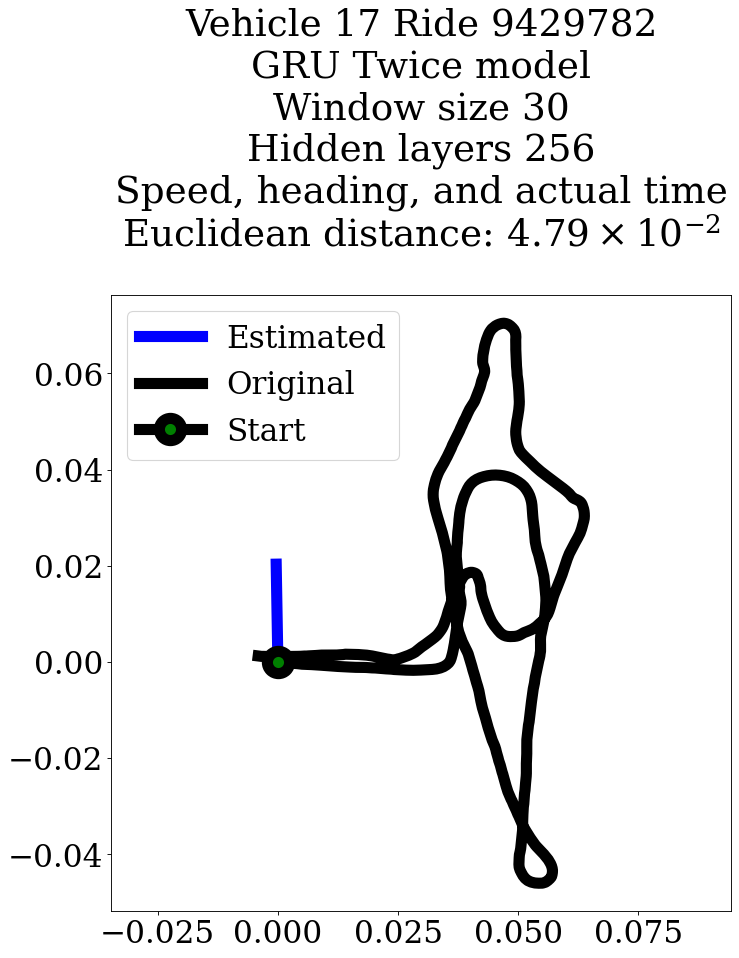 Vehicle 17 Ride 9429782
GRU Twice model
Window size 30
Hidden layers 256
Speed, heading, and actual time
Euclidean distance: 4.79 × 10⁻²
Estimated
Original
Start
0.06
0.04
0.02
0.00
−0.02
−0.04
−0.025 0.000 0.025 0.050 0.075